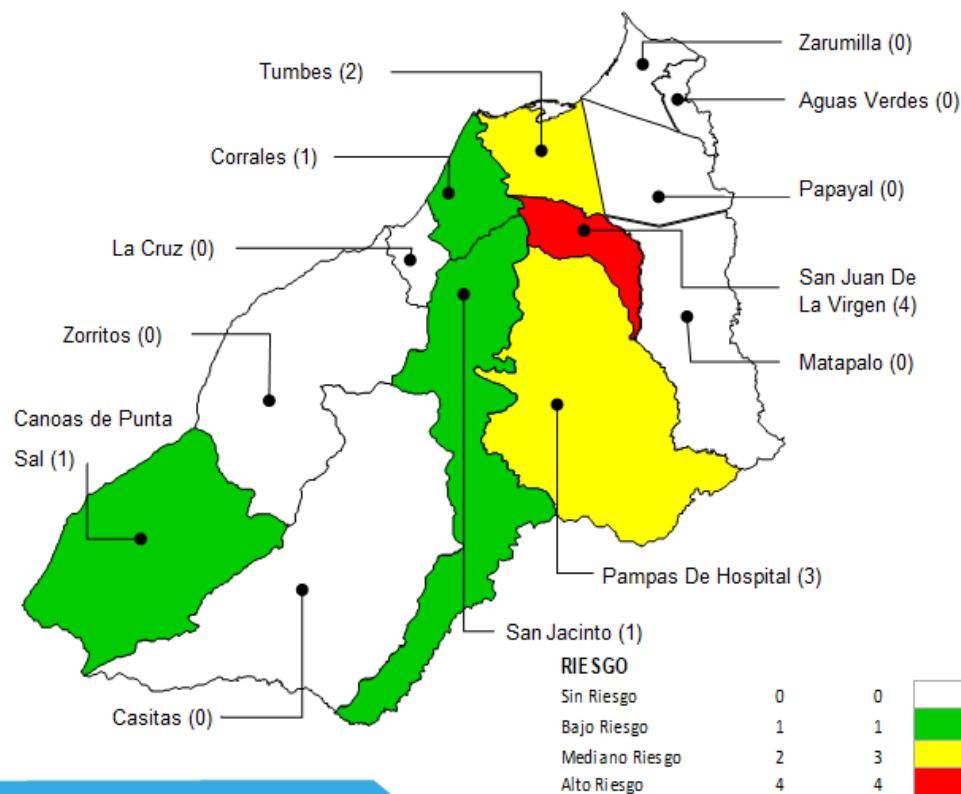 Zarumilla (0)
Tumbes (2)
Aguas Verdes (0)
Corrales (1)
Papayal (0)
La Cruz (0)
San Juan De
La Virgen (4)
Zorritos (0)
Matapalo (0)
Canoas de Punta
Sal (1)
Pampas De Hospital (3)
San Jacinto (1)
Casitas (0)
RIESGO
Sin Riesgo 0 0
Bajo Riesgo 1 1
Mediano Riesgo 2 3
Alto Riesgo 4 4